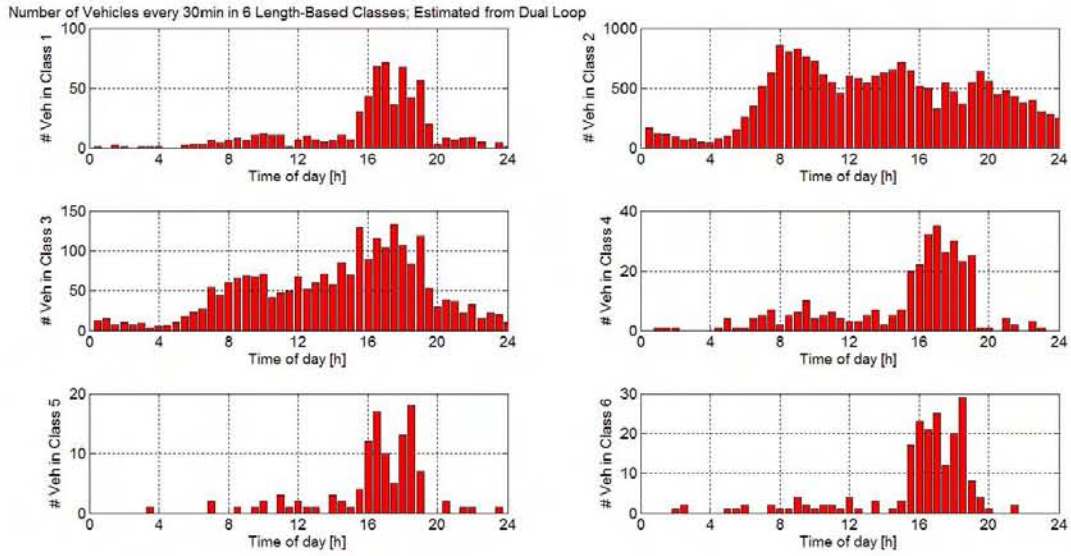 Number of Vehicles every 30min in 6 Length-Based Classes; Estimated from Dual Loop
# Veh in Class 1
100
50
0
0 4 8 12 16 20 24
Time of day [h]
# Veh in Class 2
1000
500
0
0 4 8 12 16 20 24
Time of day [h]
# Veh in Class 3
150
100
50
0
0 4 8 12 16 20 24
Time of day [h]
# Veh in Class 4
40
20
0
0 4 8 12 16 20 24
Time of day [h]
# Veh in Class 5
20
10
0
0 4 8 12 16 20 24
Time of day [h]
# Veh in Class 6
30
20
10
0
0 4 8 12 16 20 24
Time of day [h]